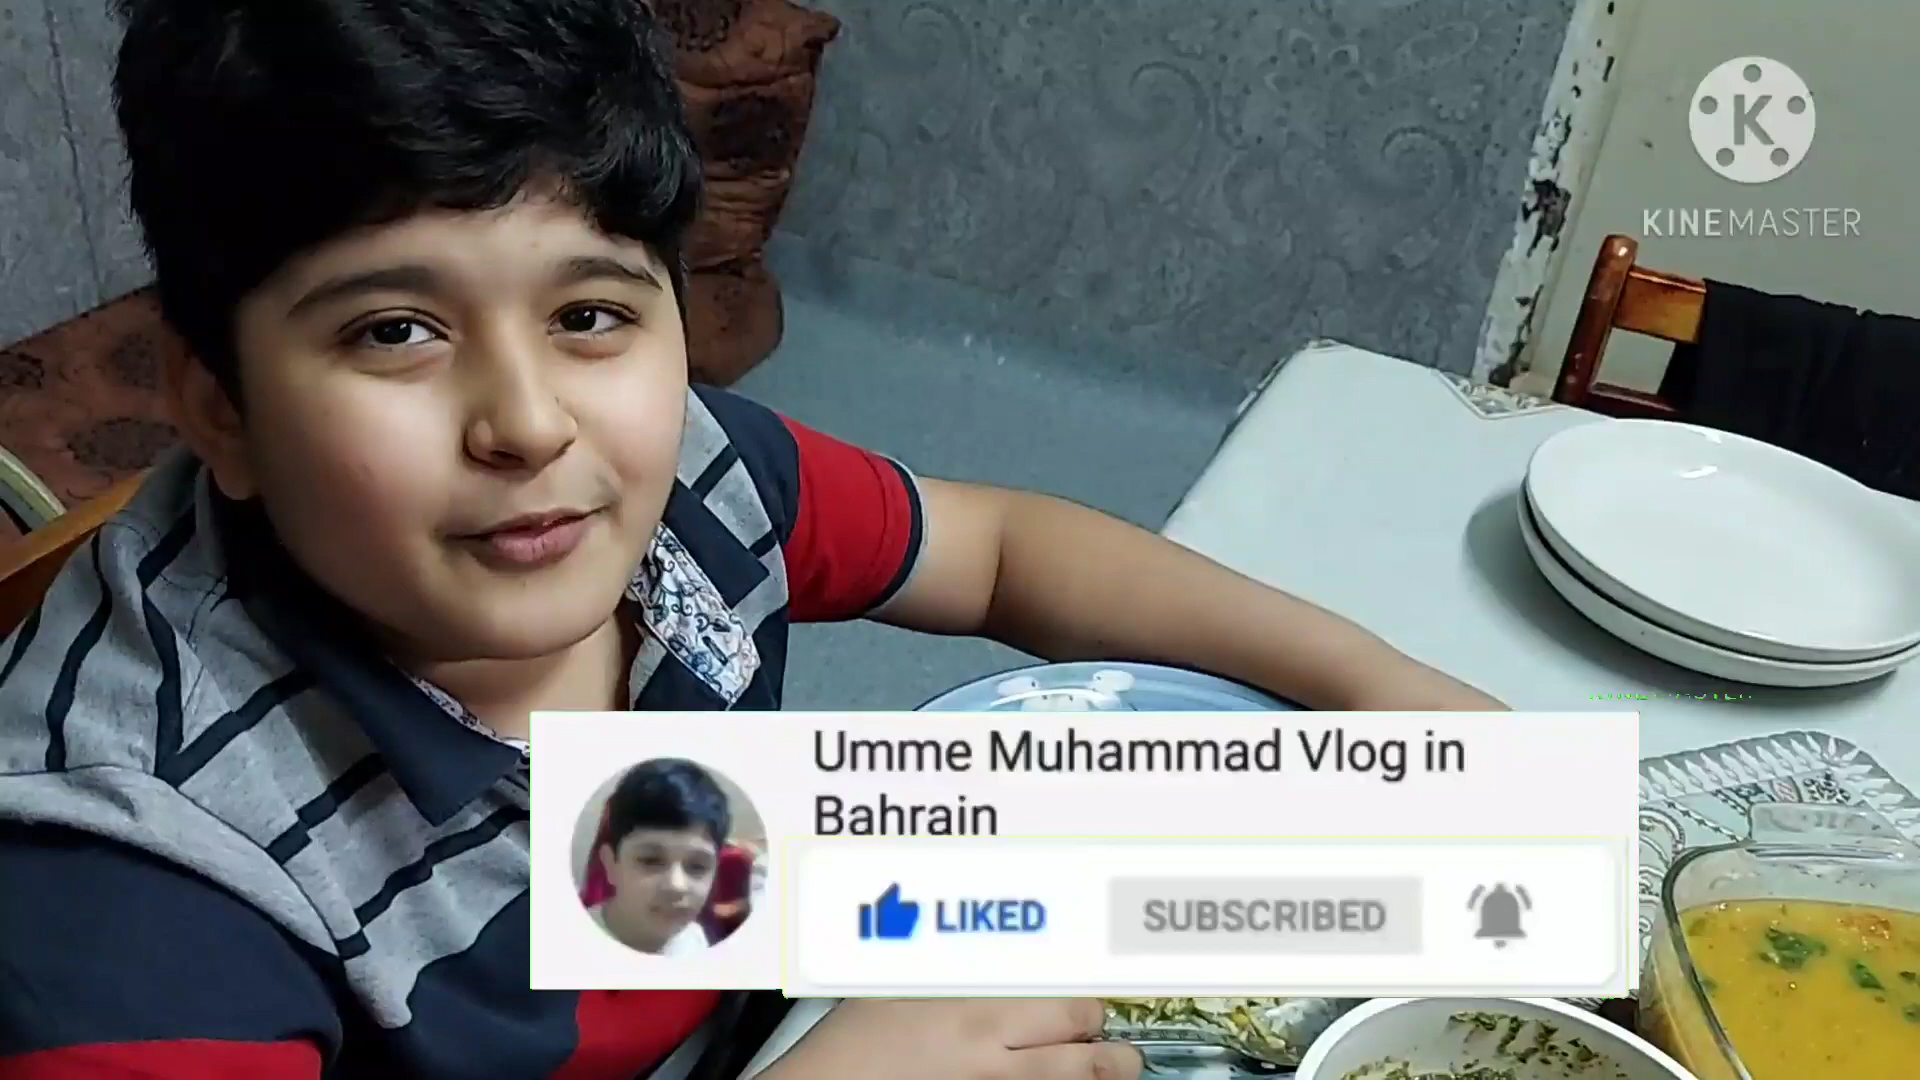 K
KINEMASTER
Umme Muhammad Vlog in
Bahrain
LIKED
SUBSCRIBED